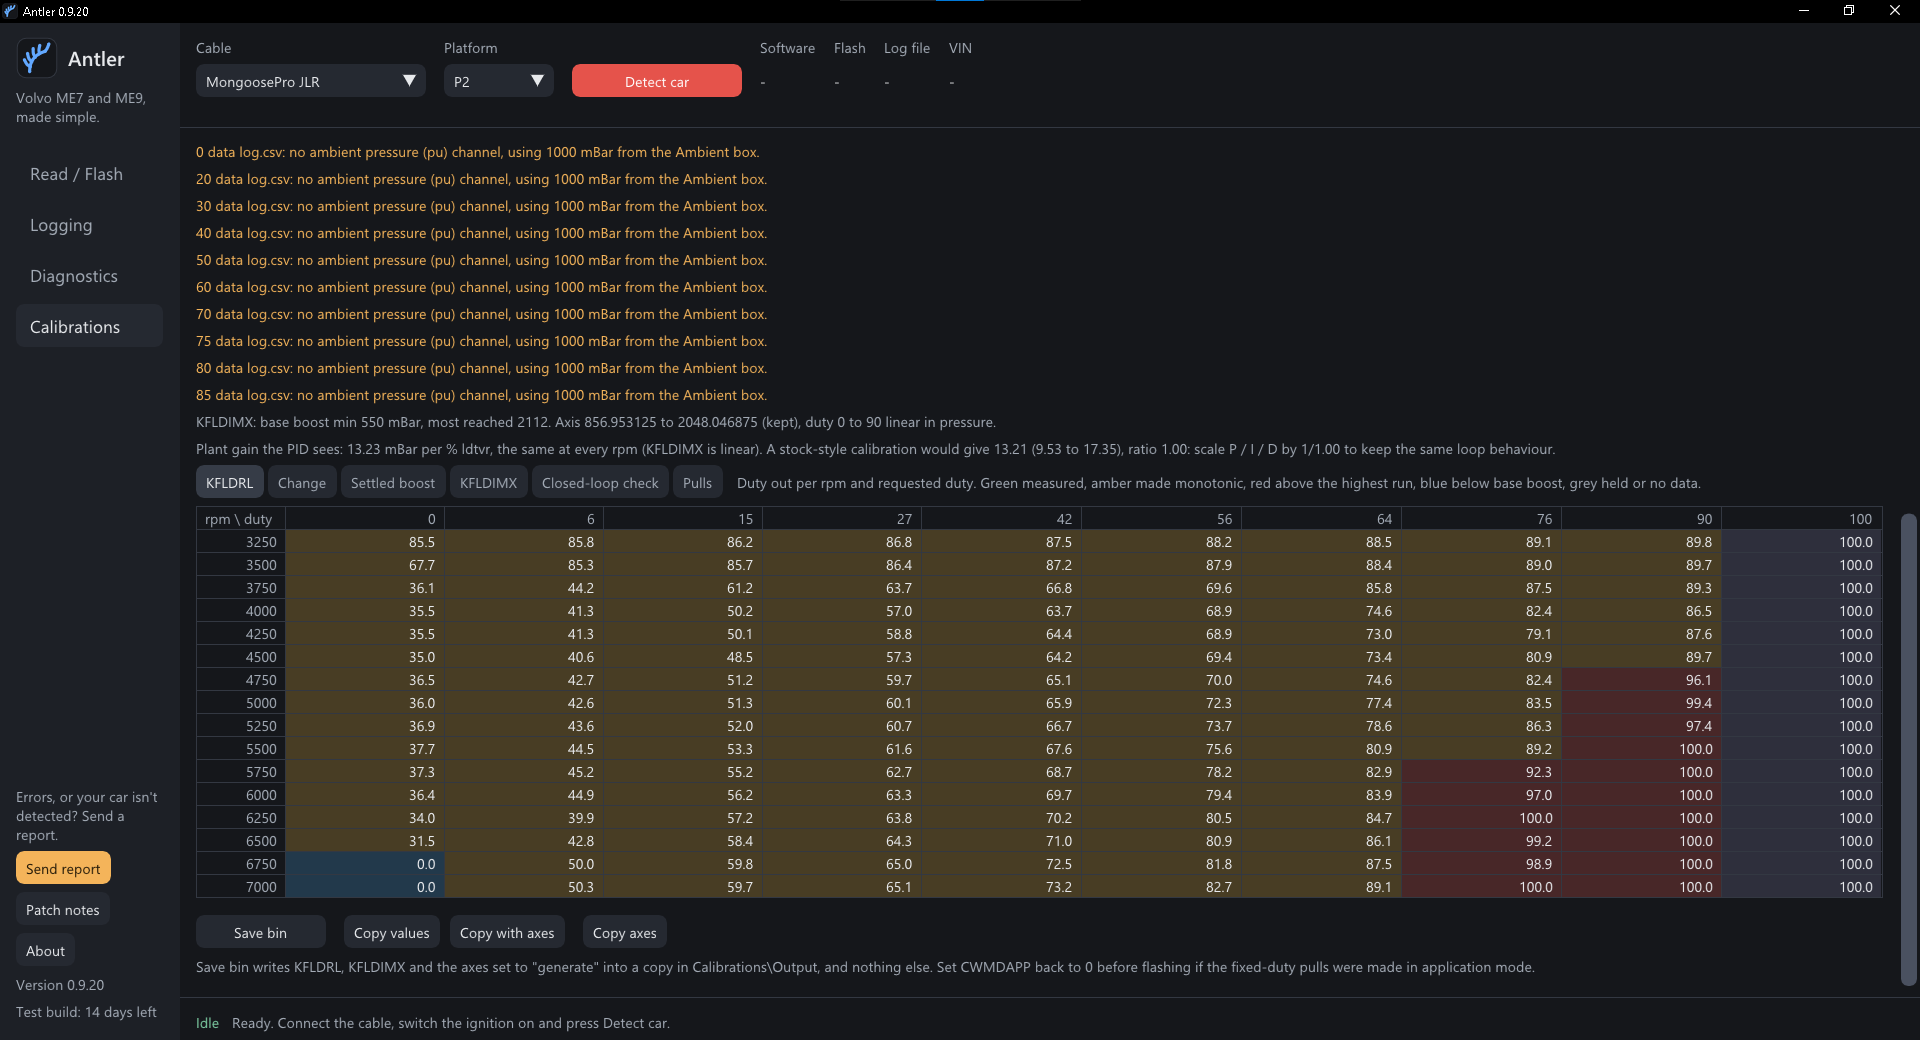 Antler 0.9.20
Antler
Volvo ME7 and ME9,
made simple.
Read / Flash
Logging
Diagnostics
Calibrations
Errors, or your car isn't
detected? Send a
report.
Send report
Patch notes
About
Version 0.9.20
Test build: 14 days left
Cable Platform Software Flash Log file VIN
MongoosePro JLR ▼ P2 ▼ Detect car - - - -
0 data log.csv: no ambient pressure (pu) channel, using 1000 mBar from the Ambient box.
20 data log.csv: no ambient pressure (pu) channel, using 1000 mBar from the Ambient box.
30 data log.csv: no ambient pressure (pu) channel, using 1000 mBar from the Ambient box.
40 data log.csv: no ambient pressure (pu) channel, using 1000 mBar from the Ambient box.
50 data log.csv: no ambient pressure (pu) channel, using 1000 mBar from the Ambient box.
60 data log.csv: no ambient pressure (pu) channel, using 1000 mBar from the Ambient box.
70 data log.csv: no ambient pressure (pu) channel, using 1000 mBar from the Ambient box.
75 data log.csv: no ambient pressure (pu) channel, using 1000 mBar from the Ambient box.
80 data log.csv: no ambient pressure (pu) channel, using 1000 mBar from the Ambient box.
85 data log.csv: no ambient pressure (pu) channel, using 1000 mBar from the Ambient box.
KFLDIMX: base boost min 550 mBar, most reached 2112. Axis 856.953125 to 2048.046875 (kept), duty 0 to 90 linear in pressure.
Plant gain the PID sees: 13.23 mBar per % ldtvr, the same at every rpm (KFLDIMX is linear). A stock-style calibration would give 13.21 (9.53 to 17.35), ratio 1.00: scale P / I / D by 1/1.00 to keep the same loop behaviour.
KFLDRL Change Settled boost KFLDIMX Closed-loop check Pulls Duty out per rpm and requested duty. Green measured, amber made monotonic, red above the highest run, blue below base boost, grey held or no data.
rpm \ duty 0 6 15 27 42 56 64 76 90 100
3250 85.5 85.8 86.2 86.8 87.5 88.2 88.5 89.1 89.8 100.0
3500 67.7 85.3 85.7 86.4 87.2 87.9 88.4 89.0 89.7 100.0
3750 36.1 44.2 61.2 63.7 66.8 69.6 85.8 87.5 89.3 100.0
4000 35.5 41.3 50.2 57.0 63.7 68.9 74.6 82.4 86.5 100.0
4250 35.5 41.3 50.1 58.8 64.4 68.9 73.0 79.1 87.6 100.0
4500 35.0 40.6 48.5 57.3 64.2 69.4 73.4 80.9 89.7 100.0
4750 36.5 42.7 51.2 59.7 65.1 70.0 74.6 82.4 96.1 100.0
5000 36.0 42.6 51.3 60.1 65.9 72.3 77.4 83.5 99.4 100.0
5250 36.9 43.6 52.0 60.7 66.7 73.7 78.6 86.3 97.4 100.0
5500 37.7 44.5 53.3 61.6 67.6 75.6 80.9 89.2 100.0 100.0
5750 37.3 45.2 55.2 62.7 68.7 78.2 82.9 92.3 100.0 100.0
6000 36.4 44.9 56.2 63.3 69.7 79.4 83.9 97.0 100.0 100.0
6250 34.0 39.9 57.2 63.8 70.2 80.5 84.7 100.0 100.0 100.0
6500 31.5 42.8 58.4 64.3 71.0 80.9 86.1 99.2 100.0 100.0
6750 0.0 50.0 59.8 65.0 72.5 81.8 87.5 98.9 100.0 100.0
7000 0.0 50.3 59.7 65.1 73.2 82.7 89.1 100.0 100.0 100.0
Save bin Copy values Copy with axes Copy axes
Save bin writes KFLDRL, KFLDIMX and the axes set to "generate" into a copy in Calibrations\Output, and nothing else. Set CWMDAPP back to 0 before flashing if the fixed-duty pulls were made in application mode.
Idle Ready. Connect the cable, switch the ignition on and press Detect car.